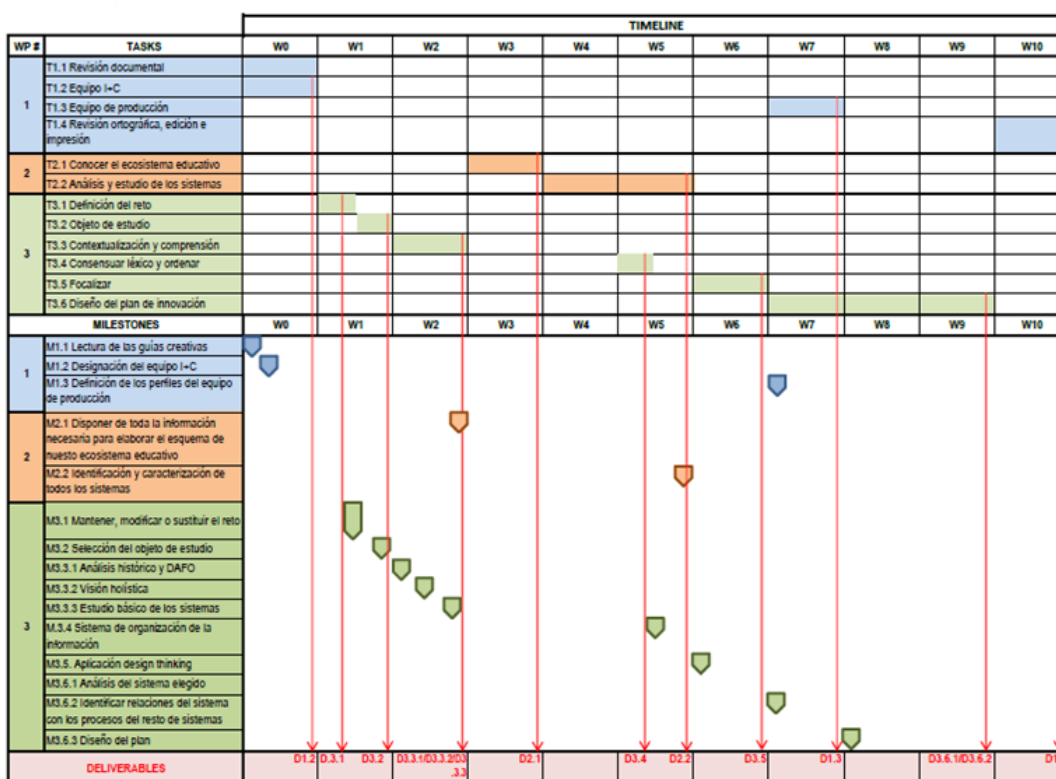 TIMELINE
WP # TASKS W0 W1 W2 W3 W4 W5 W6 W7 W8 W9 W10
1
T1.1 Revisión documental
T1.2 Equipo I+C
T1.3 Equipo de producción
T1.4 Revisión ortográfica, edición e
impresión
2
T2.1 Conocer el ecosistema educativo
T2.2 Análisis y estudio de los sistemas
3
T3.1 Definición del reto
T3.2 Objeto de estudio
T3.3 Contextualización y comprensión
T3.4 Consensuar léxico y ordenar
T3.5 Focalizar
T3.6 Diseño del plan de innovación
MILESTONES W0 W1 W2 W3 W4 W5 W6 W7 W8 W9 W10
1
M1.1 Lectura de las guías creativas
M1.2 Designación del equipo I+C
M1.3 Definición de los perfiles del equipo
de producción
2
M2.1 Disponer de toda la información
necesaria para elaborar el esquema de
nuesto ecosistema educativo
M2.2 Identificación y caracterización de
todos los sistemas
3
M3.1 Mantener, modificar o sustituir el reto
M3.2 Selección del objeto de estudio
M3.3.1 Análisis histórico y DAFO
M3.3.2 Visión holística
M3.3.3 Estudio básico de los sistemas
M.3.4 Sistema de organización de la
información
M3.5. Aplicación design thinking
M3.6.1 Análisis del sistema elegido
M3.6.2 Identificar relaciones del sistema
con los procesos del resto de sistemas
M3.6.3 Diseño del plan
DELIVERABLES D1.2 D.3.1 D3.2 D3.3.1/D3.3.2/D3
.3.3 D2.1 D3.4 D2.2 D3.5 D1.3 D3.6.1/D3.6.2 D1